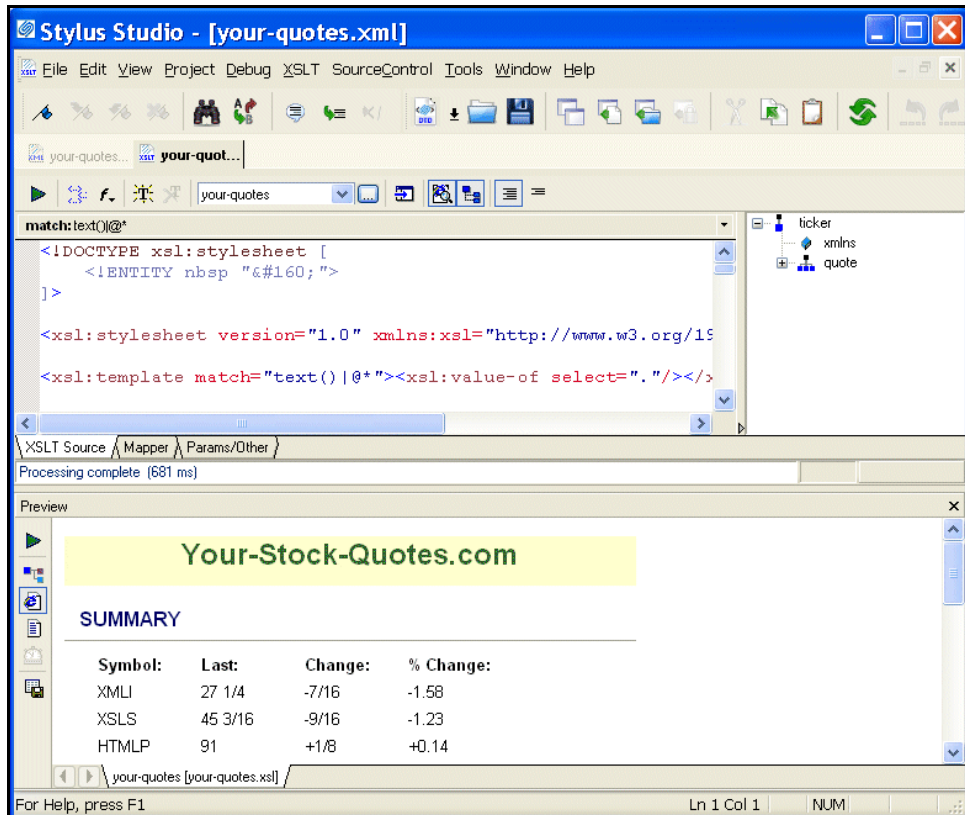 Stylus Studio - [your-quotes.xml]
File Edit View Project Debug XSLT SourceControl Tools Window Help
your-quotes... your-quot...
your-quotes
match:text()|@*
<!DOCTYPE xsl:stylesheet [
<!ENTITY nbsp "&#160;">
]>
<xsl:stylesheet version="1.0" xmlns:xsl="http://www.w3.org/19
<xsl:template match="text()|@*"><xsl:value-of select="."/></x
ticker
xmlns
quote
XSLT Source Mapper Params/Other
Processing complete (681 ms)
Preview
Your-Stock-Quotes.com
SUMMARY
Symbol: Last: Change: % Change:
XMLI 27 1/4 -7/16 -1.58
XSLS 45 3/16 -9/16 -1.23
HTMLP 91 +1/8 +0.14
your-quotes [your-quotes.xsl]
For Help, press F1 Ln 1 Col 1 NUM